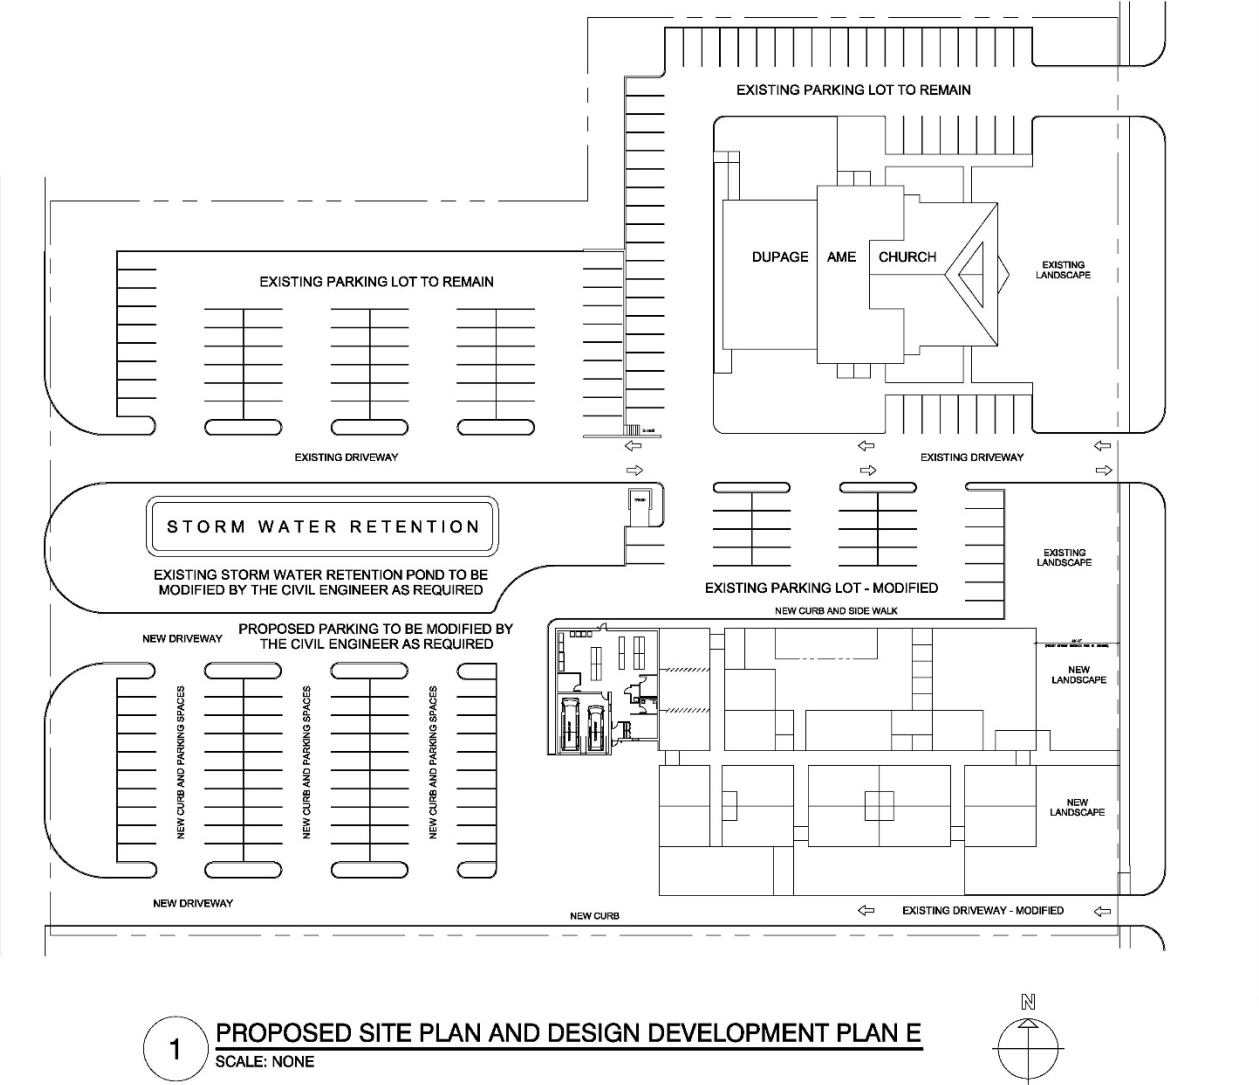 EXISTING PARKING LOT TO REMAIN
DUPAGE AME CHURCH
EXISTING
LANDSCAPE
EXISTING PARKING LOT TO REMAIN
EXISTING DRIVEWAY
EXISTING DRIVEWAY
STORM WATER RETENTION
EXISTING STORM WATER RETENTION POND TO BE
MODIFIED BY THE CIVIL ENGINEER AS REQUIRED
EXISTING
LANDSCAPE
EXISTING PARKING LOT - MODIFIED
NEW CURB AND SIDE WALK
NEW DRIVEWAY
PROPOSED PARKING TO BE MODIFIED BY
THE CIVIL ENGINEER AS REQUIRED
NEW
LANDSCAPE
NEW CURB AND PARKING SPACES
NEW CURB AND PARKING SPACES
NEW CURB AND PARKING SPACES
NEW
LANDSCAPE
NEW DRIVEWAY
NEW CURB
EXISTING DRIVEWAY - MODIFIED
N
1
PROPOSED SITE PLAN AND DESIGN DEVELOPMENT PLAN E
SCALE: NONE